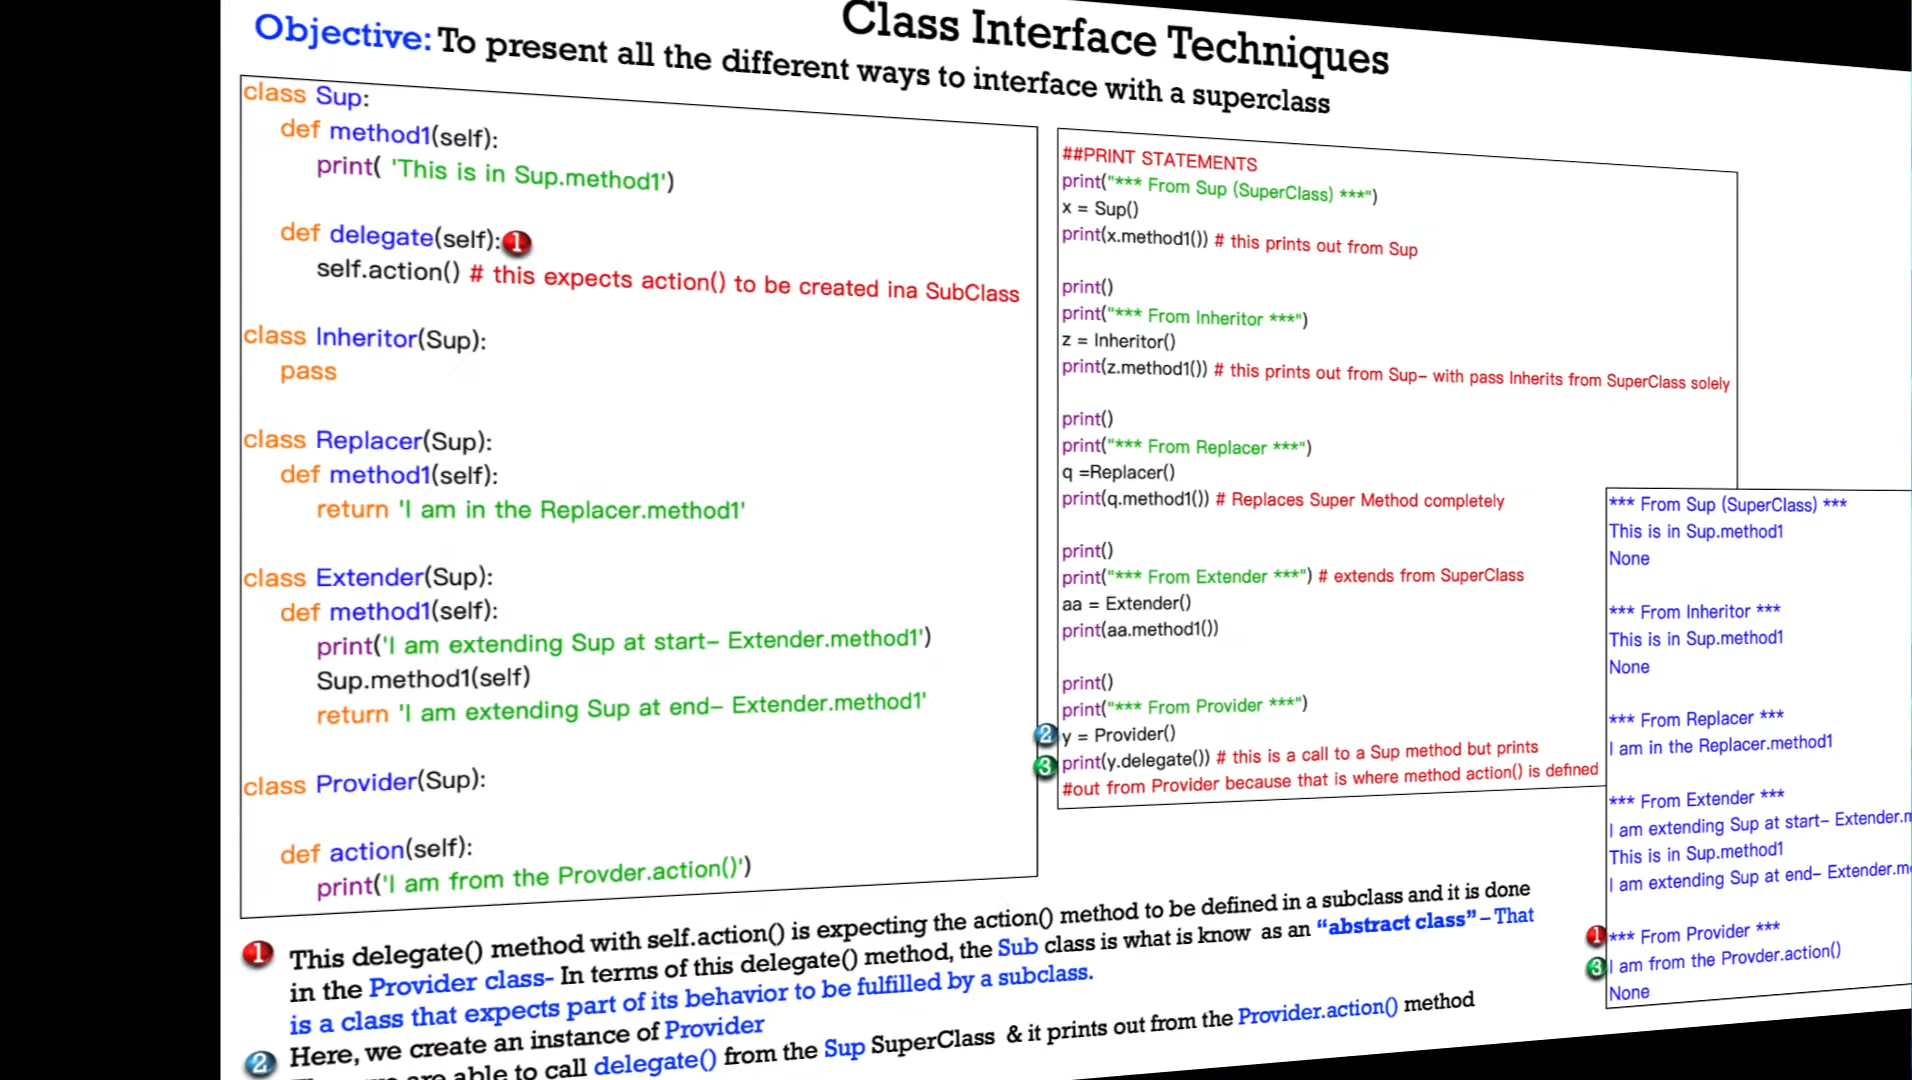 Class Interface Techniques
Objective: To present all the different ways to interface with a superclass
class Sup:
def method1(self):
print( 'This is in Sup.method1')
def delegate(self): 1
self.action() # this expects action() to be created ina SubClass
class Inheritor(Sup):
pass
class Replacer(Sup):
def method1(self):
return 'I am in the Replacer.method1'
class Extender(Sup):
def method1(self):
print('I am extending Sup at start– Extender.method1')
Sup.method1(self)
return 'I am extending Sup at end– Extender.method1'
class Provider(Sup):
def action(self):
print('I am from the Provder.action()')
##PRINT STATEMENTS
print("*** From Sup (SuperClass) ***")
x = Sup()
print(x.method1()) # this prints out from Sup
print()
print("*** From Inheritor ***")
z = Inheritor()
print(z.method1()) # this prints out from Sup– with pass Inherits from SuperClass solely
print()
print("*** From Replacer ***")
q =Replacer()
print(q.method1()) # Replaces Super Method completely
print()
print("*** From Extender ***") # extends from SuperClass
aa = Extender()
print(aa.method1())
print()
print("*** From Provider ***")
2 y = Provider()
3 print(y.delegate()) # this is a call to a Sup method but prints
#out from Provider because that is where method action() is defined
*** From Sup (SuperClass) ***
This is in Sup.method1
None
*** From Inheritor ***
This is in Sup.method1
None
*** From Replacer ***
I am in the Replacer.method1
*** From Extender ***
I am extending Sup at start– Extender.m
This is in Sup.method1
I am extending Sup at end– Extender.m
1 *** From Provider ***
3 I am from the Provder.action()
None
1 This delegate() method with self.action() is expecting the action() method to be defined in a subclass and it is done
in the Provider class- In terms of this delegate() method, the Sub class is what is know as an “abstract class” – That
is a class that expects part of its behavior to be fulfilled by a subclass.
2 Here, we create an instance of Provider
are able to call delegate() from the Sup SuperClass & it prints out from the Provider.action() method